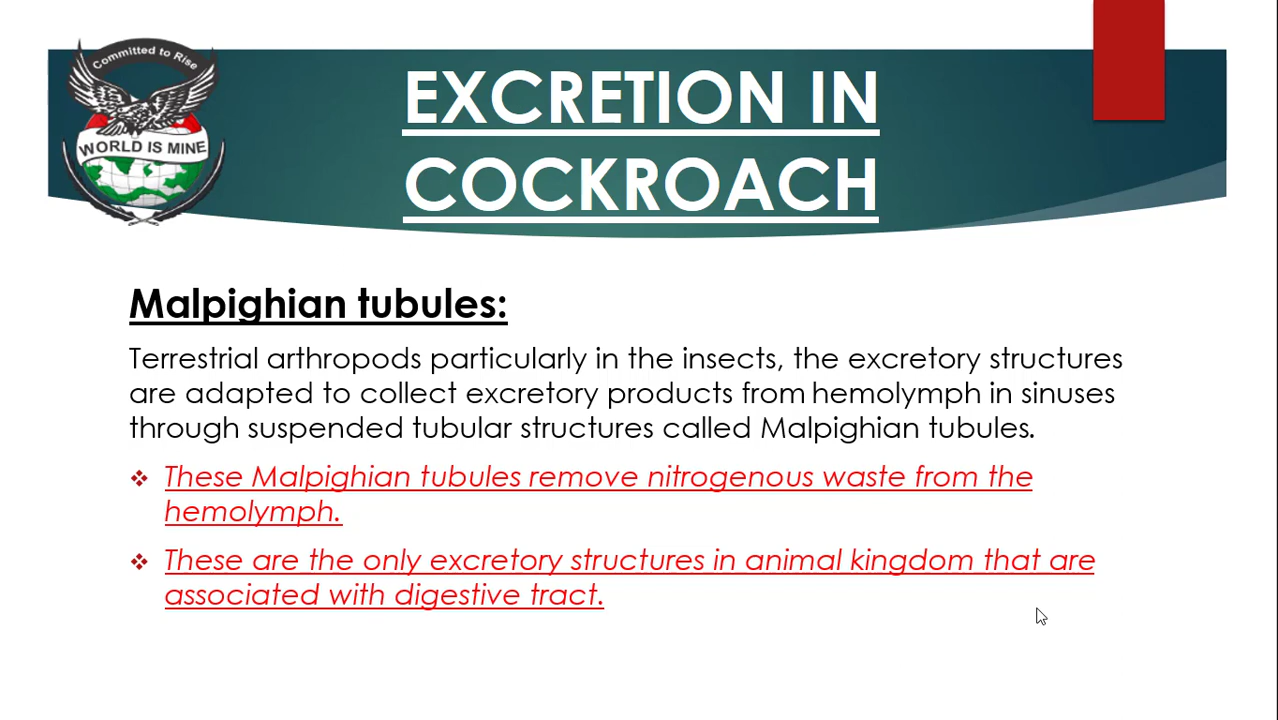 Committed to Rise
WORLD IS MINE
EXCRETION IN
COCKROACH
Malpighian tubules:
Terrestrial arthropods particularly in the insects, the excretory structures
are adapted to collect excretory products from hemolymph in sinuses
through suspended tubular structures called Malpighian tubules.
❖ These Malpighian tubules remove nitrogenous waste from the
hemolymph.
❖ These are the only excretory structures in animal kingdom that are
associated with digestive tract.